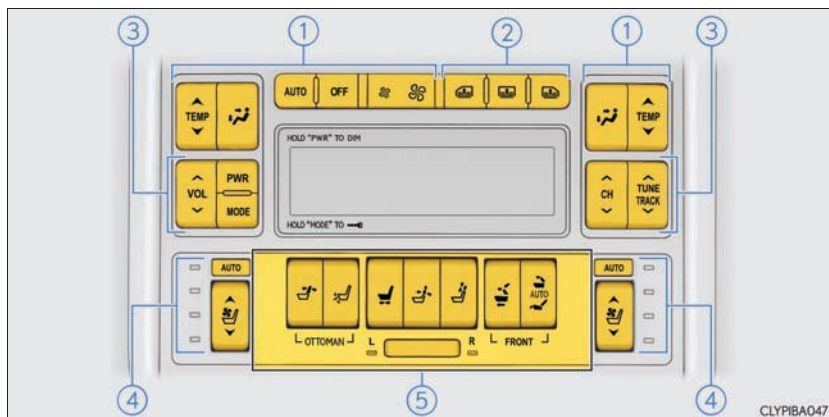 3 1 2 1 3
AUTO OFF
TEMP TEMP
HOLD "PWR" TO DIM
VOL PWR CH TUNE
MODE TRACK
HOLD "MODE" TO
AUTO AUTO
AUTO
OTTOMAN L R FRONT
4 5 4
CLYPIBA047